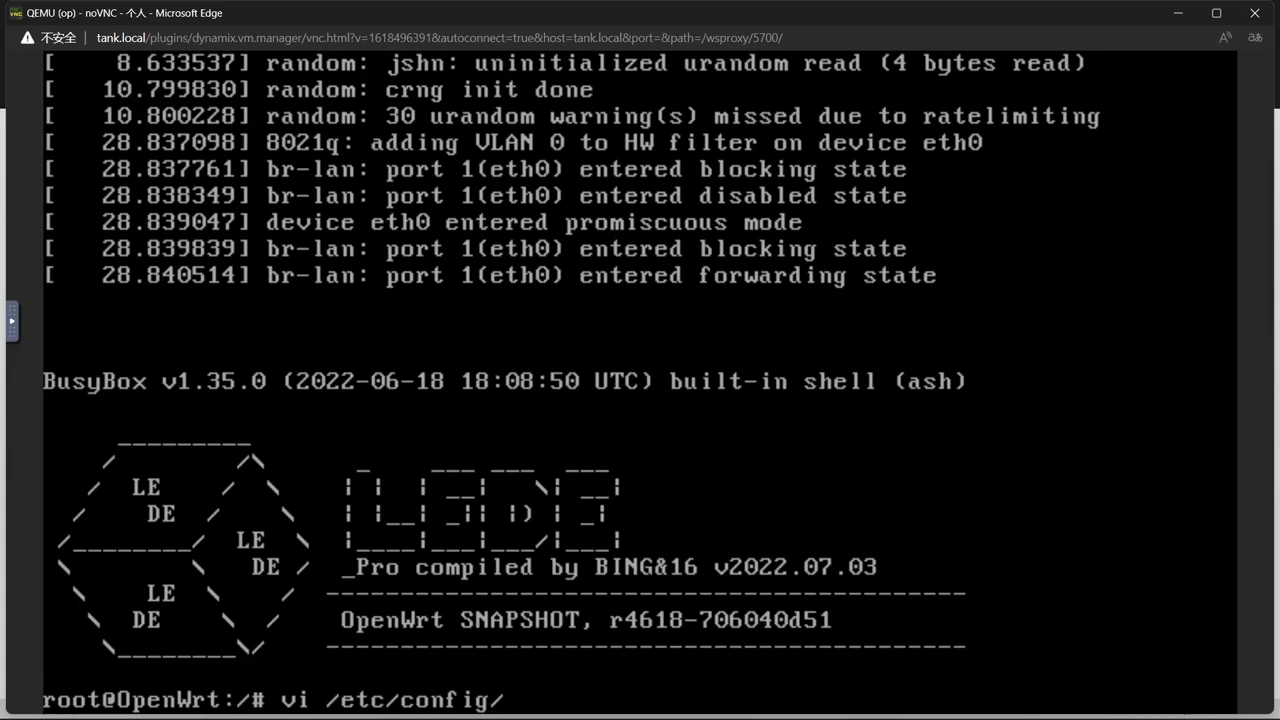 QEMU (op) - noVNC - 个人 - Microsoft Edge
不安全 tank.local/plugins/dynamix.vm.manager/vnc.html?v=1618496391&autoconnect=true&host=tank.local&port=&path=/wsproxy/5700/
[    8.633537] random: jshn: uninitialized urandom read (4 bytes read)
[   10.799830] random: crng init done
[   10.800228] random: 30 urandom warning(s) missed due to ratelimiting
[   28.837098] 8021q: adding VLAN 0 to HW filter on device eth0
[   28.837761] br-lan: port 1(eth0) entered blocking state
[   28.838349] br-lan: port 1(eth0) entered disabled state
[   28.839047] device eth0 entered promiscuous mode
[   28.839839] br-lan: port 1(eth0) entered blocking state
[   28.840514] br-lan: port 1(eth0) entered forwarding state
BusyBox v1.35.0 (2022-06-18 18:08:50 UTC) built-in shell (ash)
LE
DE
LE
DE
LE
DE
LEDE
_Pro compiled by BING&16 v2022.07.03
OpenWrt SNAPSHOT, r4618-706040d51
root@OpenWrt:/# vi /etc/config/